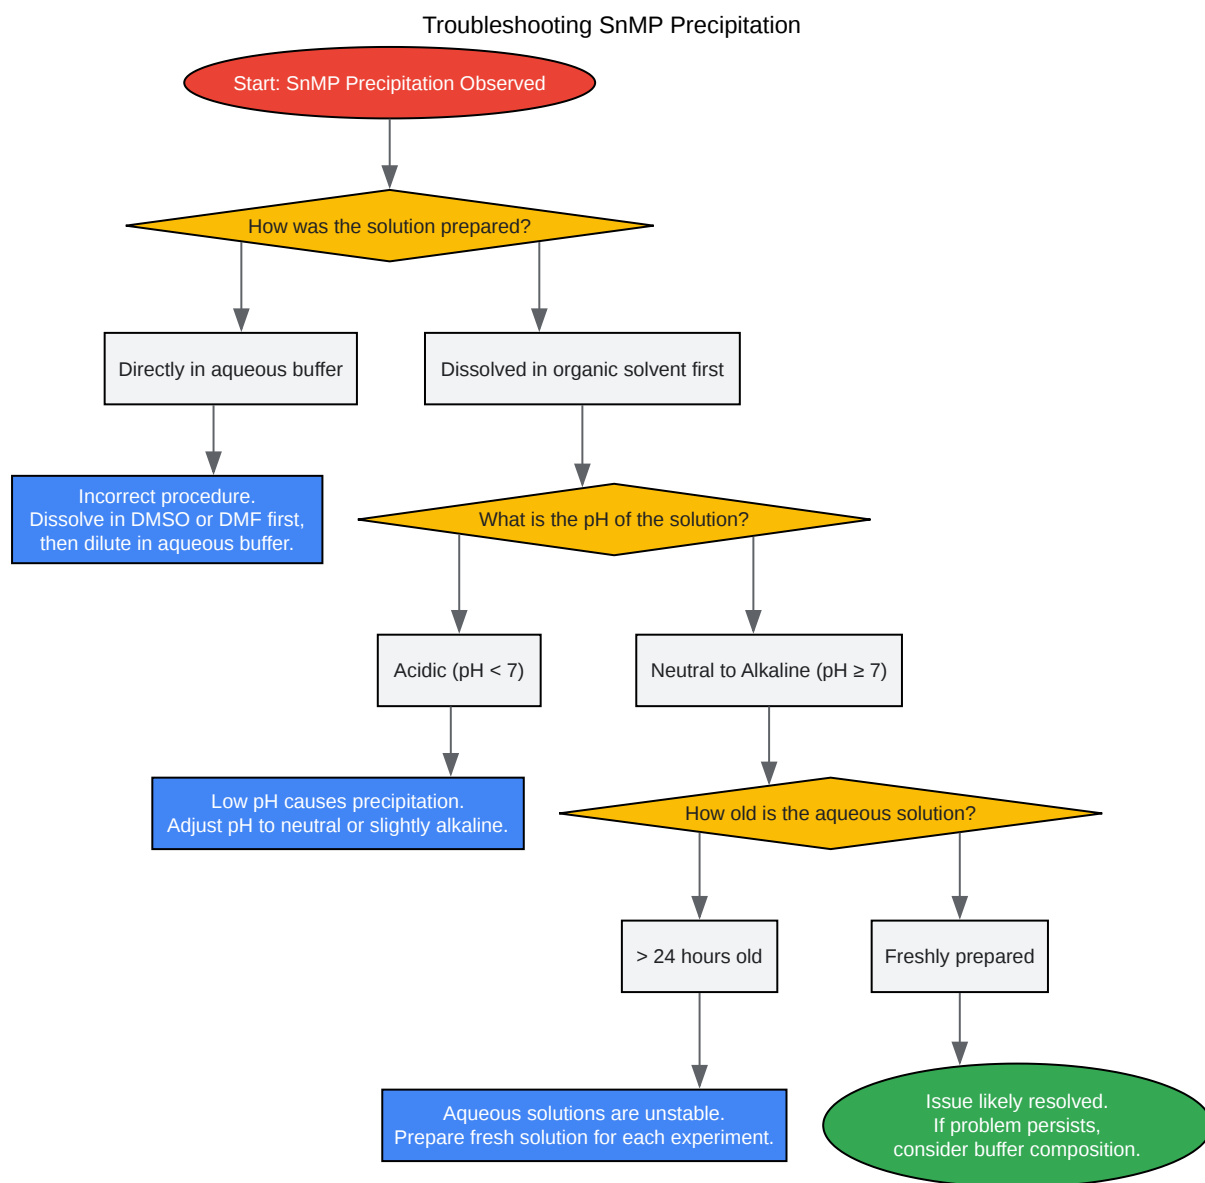 Troubleshooting SnMP Precipitation
Start: SnMP Precipitation Observed
How was the solution prepared?
Directly in aqueous buffer
Dissolved in organic solvent first
Incorrect procedure.
Dissolve in DMSO or DMF first,
then dilute in aqueous buffer.
What is the pH of the solution?
Acidic (pH < 7)
Neutral to Alkaline (pH ≥ 7)
Low pH causes precipitation.
Adjust pH to neutral or slightly alkaline.
How old is the aqueous solution?
> 24 hours old
Freshly prepared
Aqueous solutions are unstable.
Prepare fresh solution for each experiment.
Issue likely resolved.
If problem persists,
consider buffer composition.